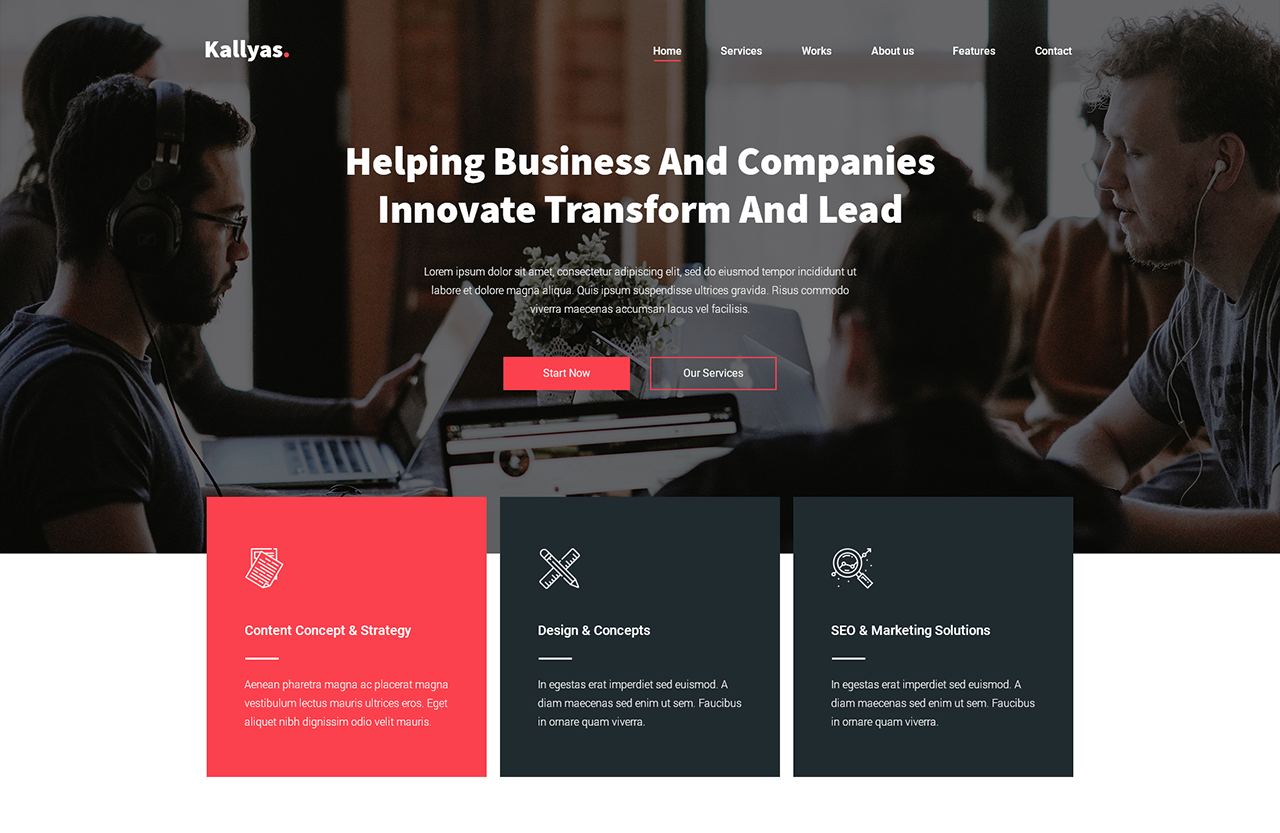 Kallyas.
Home Services Works About us Features Contact
Helping Business And Companies
Innovate Transform And Lead
Lorem ipsum dolor sit amet, consectetur adipiscing elit, sed do eiusmod tempor incididunt ut
labore et dolore magna aliqua. Quis ipsum suspendisse ultrices gravida. Risus commodo
viverra maecenas accumsan lacus vel facilisis.
Start Now Our Services
Content Concept & Strategy
Aenean pharetra magna ac placerat magna
vestibulum lectus mauris ultrices eros. Eget
aliquet nibh dignissim odio velit mauris.
Design & Concepts
In egestas erat imperdiet sed euismod. A
diam maecenas sed enim ut sem. Faucibus
in ornare quam viverra.
SEO & Marketing Solutions
In egestas erat imperdiet sed euismod. A
diam maecenas sed enim ut sem. Faucibus
in ornare quam viverra.